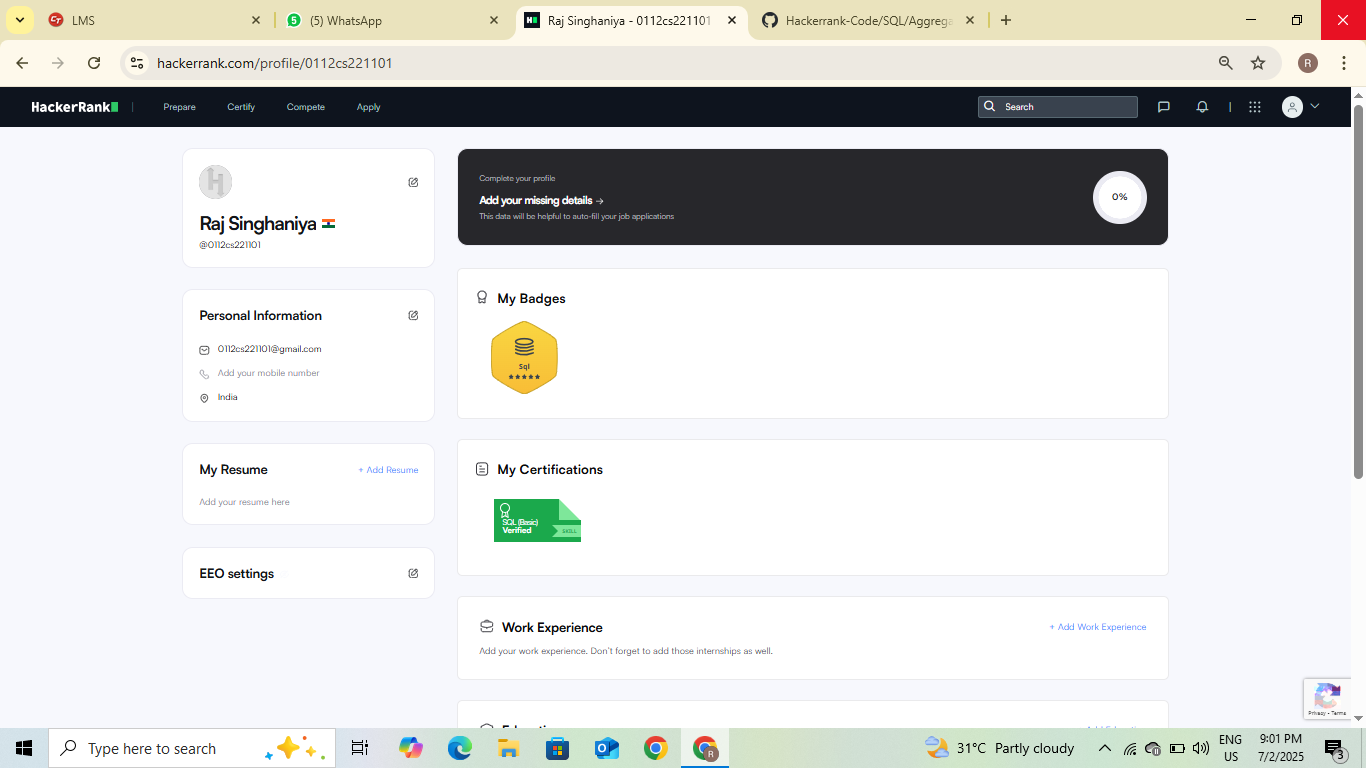 LMS
(5) WhatsApp
Raj Singhaniya - 0112cs221101
Hackerrank-Code/SQL/Aggrega
hackerrank.com/profile/0112cs221101
R
HackerRank
Prepare
Certify
Compete
Apply
Search
Raj Singhaniya
@0112cs221101
Complete your profile
Add your missing details →
This data will be helpful to auto-fill your job applications
0%
Personal Information
0112cs221101@gmail.com
Add your mobile number
India
My Badges
Sql
★★★★★
My Resume
+ Add Resume
Add your resume here
My Certifications
SQL (Basic)
Verified
SKILL
EEO settings
Work Experience
+ Add Work Experience
Add your work experience. Don't forget to add those internships as well.
Privacy - Terms
Type here to search
31°C Partly cloudy
ENG
US
9:01 PM
7/2/2025
3